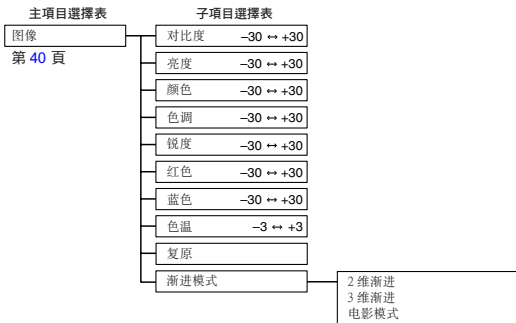 主項目選擇表
子項目選擇表
图像
第 40 頁
对比度 –30 ↔ +30
亮度 –30 ↔ +30
颜色 –30 ↔ +30
色调 –30 ↔ +30
锐度 –30 ↔ +30
红色 –30 ↔ +30
蓝色 –30 ↔ +30
色温 –3 ↔ +3
复原
渐进模式
2 维渐进
3 维渐进
电影模式